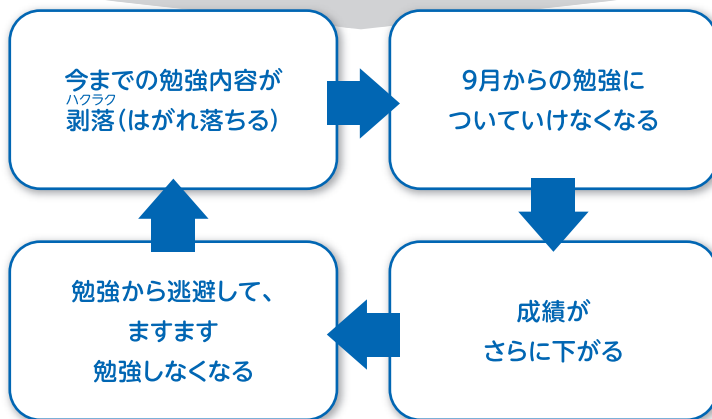 今までの勉強内容が
ハクラク
剥落(はがれ落ちる)
9月からの勉強に
ついていけなくなる
成績が
さらに下がる
勉強から逃避して、
ますます
勉強しなくなる